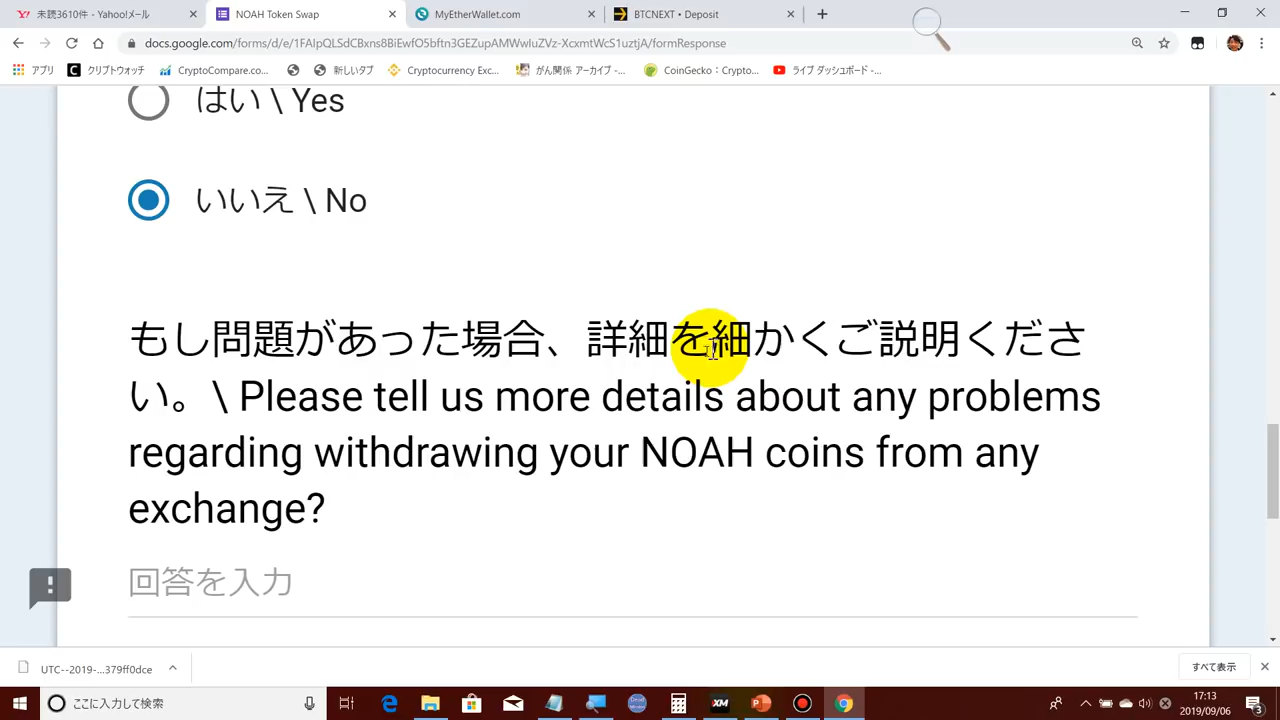 未読3610件 - Yahoo!メール
NOAH Token Swap
MyEtherWallet.com
BTCNEXT • Deposit
docs.google.com/forms/d/e/1FAIpQLSdCBxns8BiEwfO5bftn3GEZupAMWwIuZVz-XcxmtWcS1uztjA/formResponse
アプリ
クリプトウォッチ
CryptoCompare.co...
新しいタブ
Cryptocurrency Exc...
がん関係 アーカイブ -...
CoinGecko：Crypto...
ライブ ダッシュボード -...
はい \ Yes
いいえ \ No
もし問題があった場合、詳細を細かくご説明くださ
い。\ Please tell us more details about any problems
regarding withdrawing your NOAH coins from any
exchange?
回答を入力
UTC--2019-...379ff0dce
すべて表示
ここに入力して検索
XM
17:13
2019/09/06
3